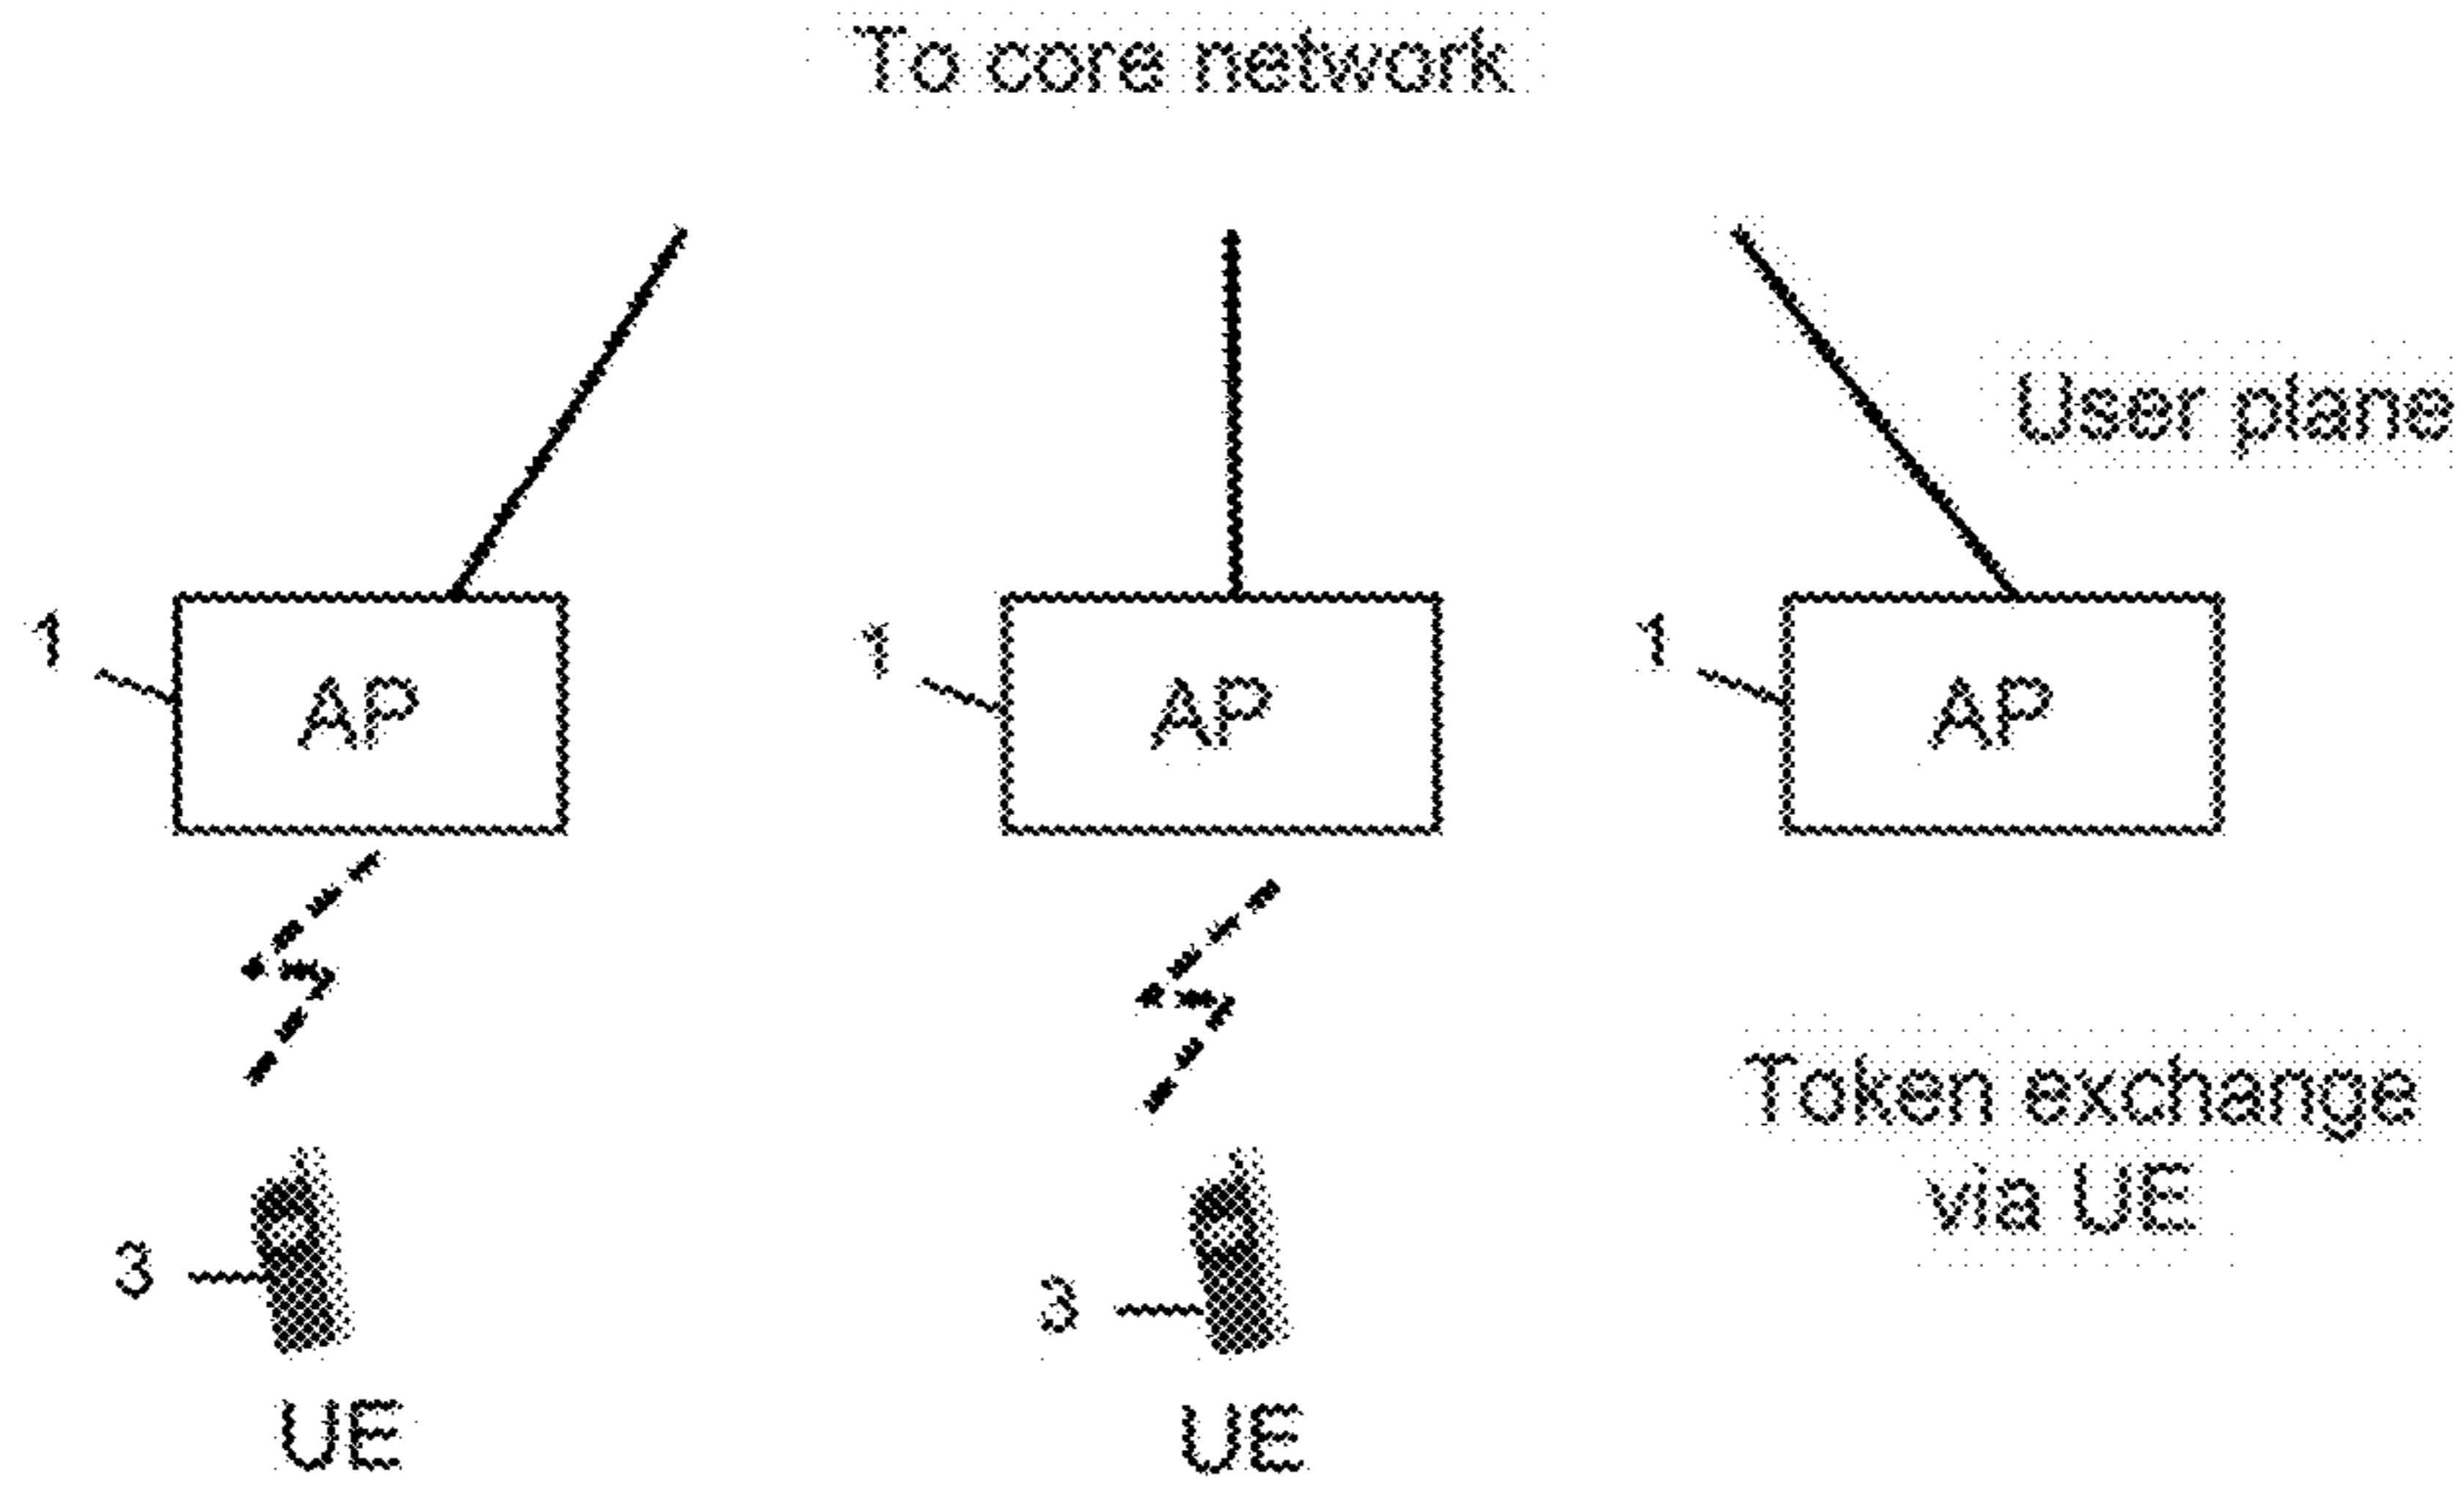 To core network
User plane
1
AP
1
AP
1
AP
Token exchange
via UE
3
3
UE
UE